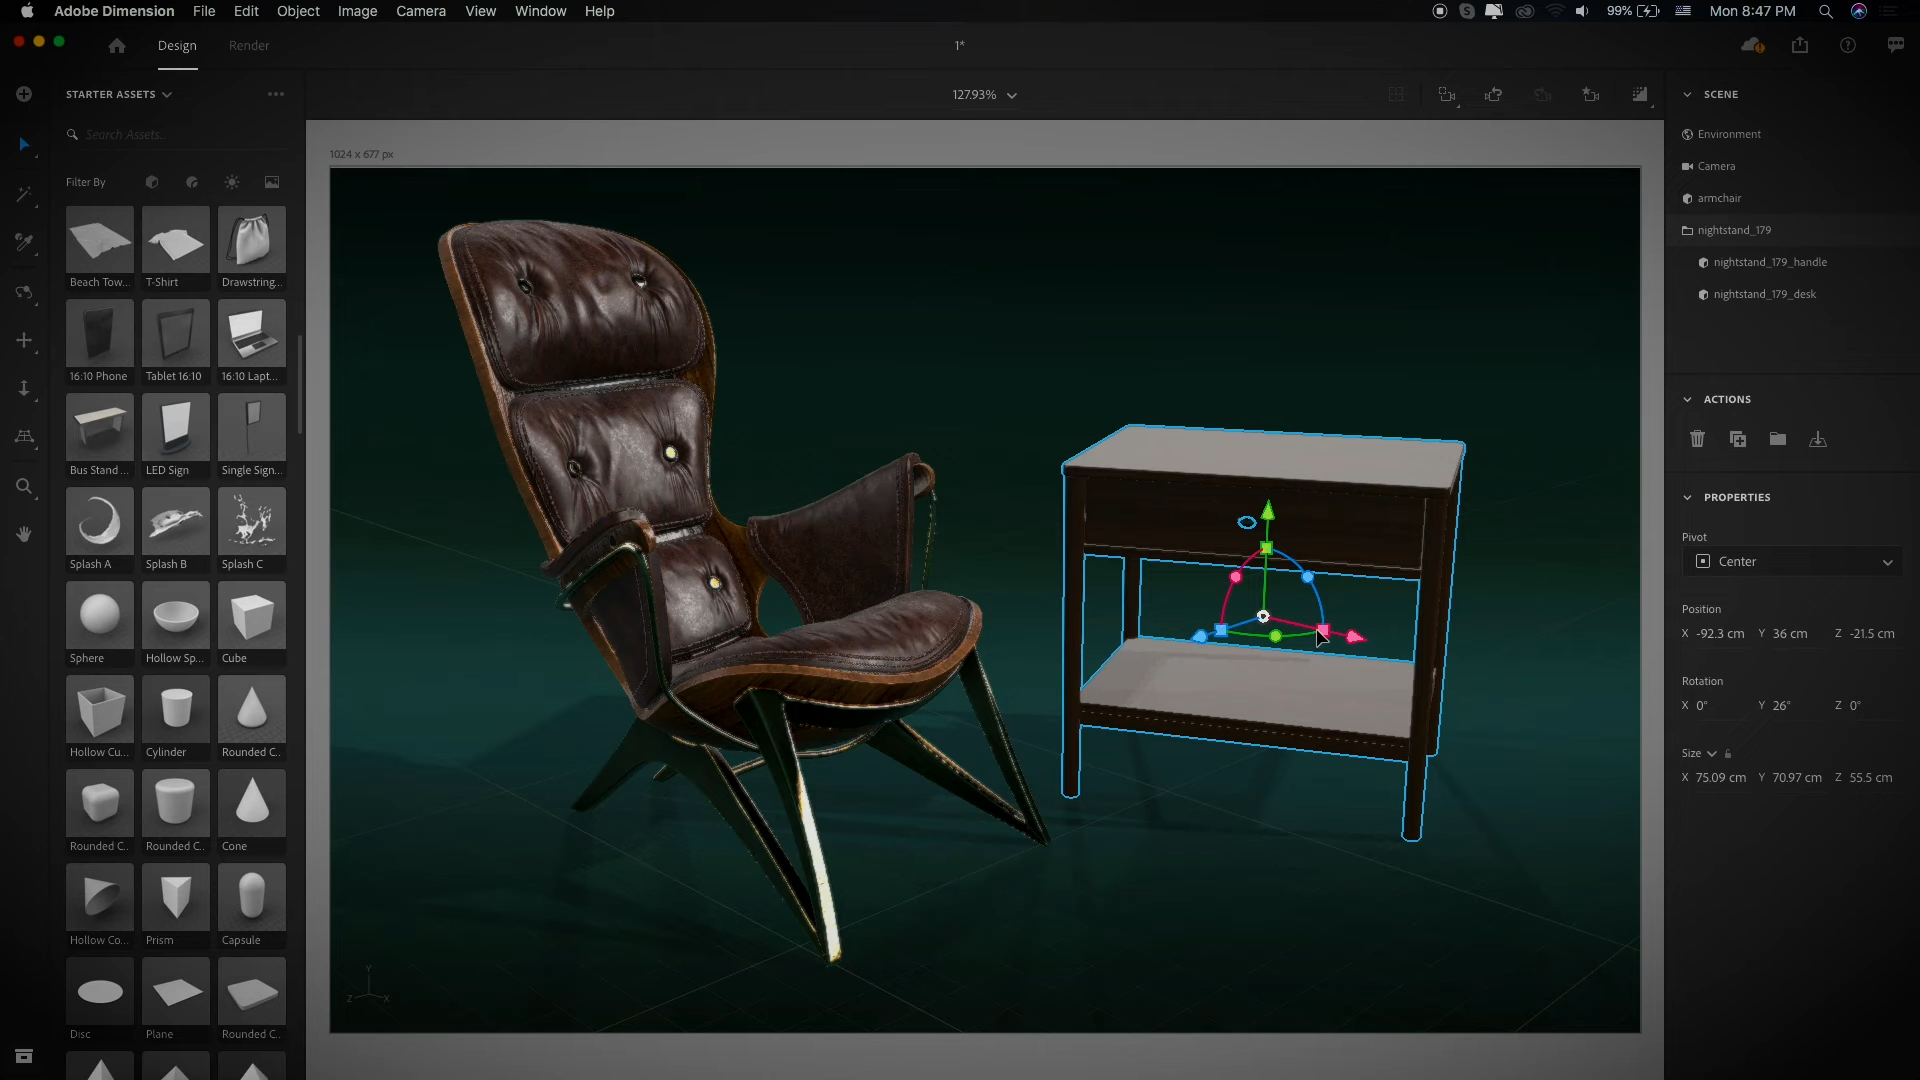 Adobe Dimension File Edit Object Image Camera View Window Help
99% Mon 8:47 PM
Design Render
1*
STARTER ASSETS
127.93%
Search Assets..
Filter By
1024 x 677 px
Beach Tow... T-Shirt Drawstring...
16:10 Phone Tablet 16:10 16:10 Lapt...
Bus Stand ... LED Sign Single Sign...
Splash A Splash B Splash C
Sphere Hollow Sp... Cube
Hollow Cu... Cylinder Rounded C..
Rounded C.. Rounded C.. Cone
Hollow Co... Prism Capsule
Disc Plane Rounded C..
Y
Z X
SCENE
Environment
Camera
armchair
nightstand_179
nightstand_179_handle
nightstand_179_desk
ACTIONS
PROPERTIES
Pivot
Center
Position
X -92.3 cm Y 36 cm Z -21.5 cm
Rotation
X 0° Y 26° Z 0°
Size
X 75.09 cm Y 70.97 cm Z 55.5 cm